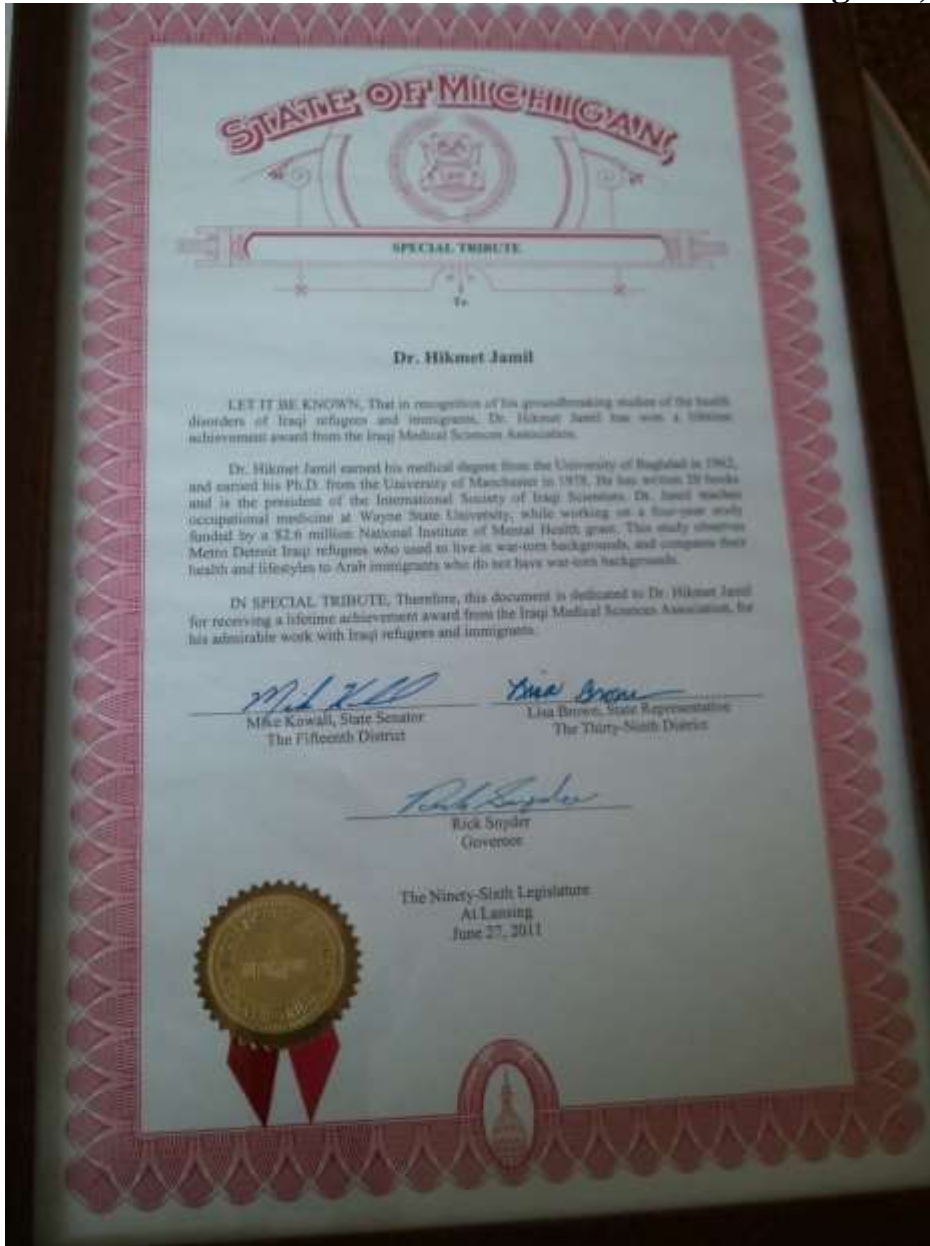 STATE OF MICHIGAN
SPECIAL TRIBUTE
To
Dr. Hikmet Jamil
LET IT BE KNOWN, That in recognition of his groundbreaking studies of the health
disorders of Iraqi refugees and immigrants, Dr. Hikmet Jamil has won a lifetime
achievement award from the Iraqi Medical Sciences Association.
Dr. Hikmet Jamil earned his medical degree from the University of Baghdad in 1962,
and earned his Ph.D. from the University of Manchester in 1978. He has written 20 books
and is the president of the International Society of Iraqi Sciences. Dr. Jamil teaches
occupational medicine at Wayne State University, while working on a four-year study
funded by a $2.6 million National Institute of Mental Health grant. This study observes
Metro Detroit Iraqi refugees who used to live in war-torn backgrounds, and compares their
health and lifestyles to Arab immigrants who do not have war-torn backgrounds.
IN SPECIAL TRIBUTE, Therefore, this document is dedicated to Dr. Hikmet Jamil
for receiving a lifetime achievement award from the Iraqi Medical Sciences Association, for
his admirable work with Iraqi refugees and immigrants.
Mike Kowall, State Senator
The Fifteenth District
Lisa Brown, State Representative
The Thirty-Ninth District
Rick Snyder
Governor
The Ninety-Sixth Legislature
At Lansing
June 27, 2011